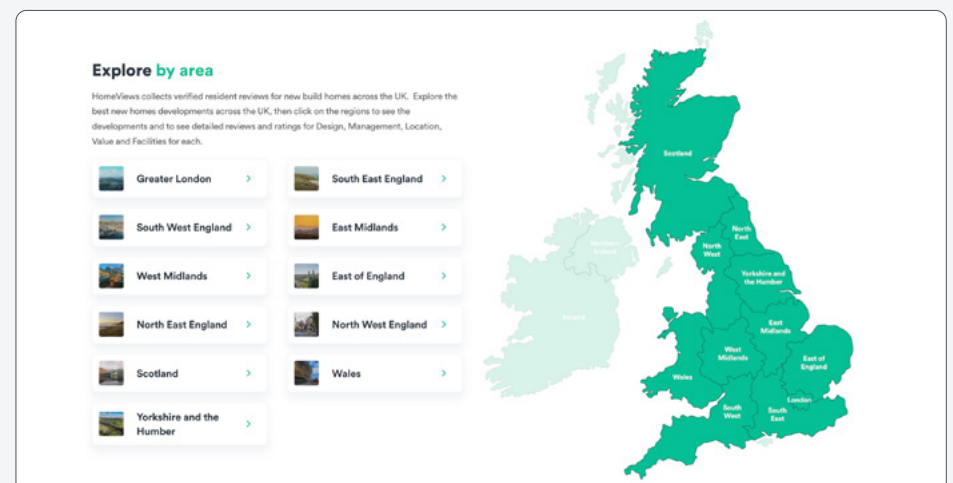 Explore by area
HomeViews collects verified resident reviews for new build homes across the UK. Explore the
best new homes developments across the UK, then click on the regions to see the
developments and to see detailed reviews and ratings for Design, Management, Location,
Value and Facilities for each.
Greater London
South East England
South West England
East Midlands
West Midlands
East of England
North East England
North West England
Scotland
Wales
Yorkshire and the
Humber
Scotland
North
East
North
West
Northern
Ireland
Yorkshire and
the Humber
Ireland
East
Midlands
West
Midlands
East of
England
Wales
London
South
West
South
East